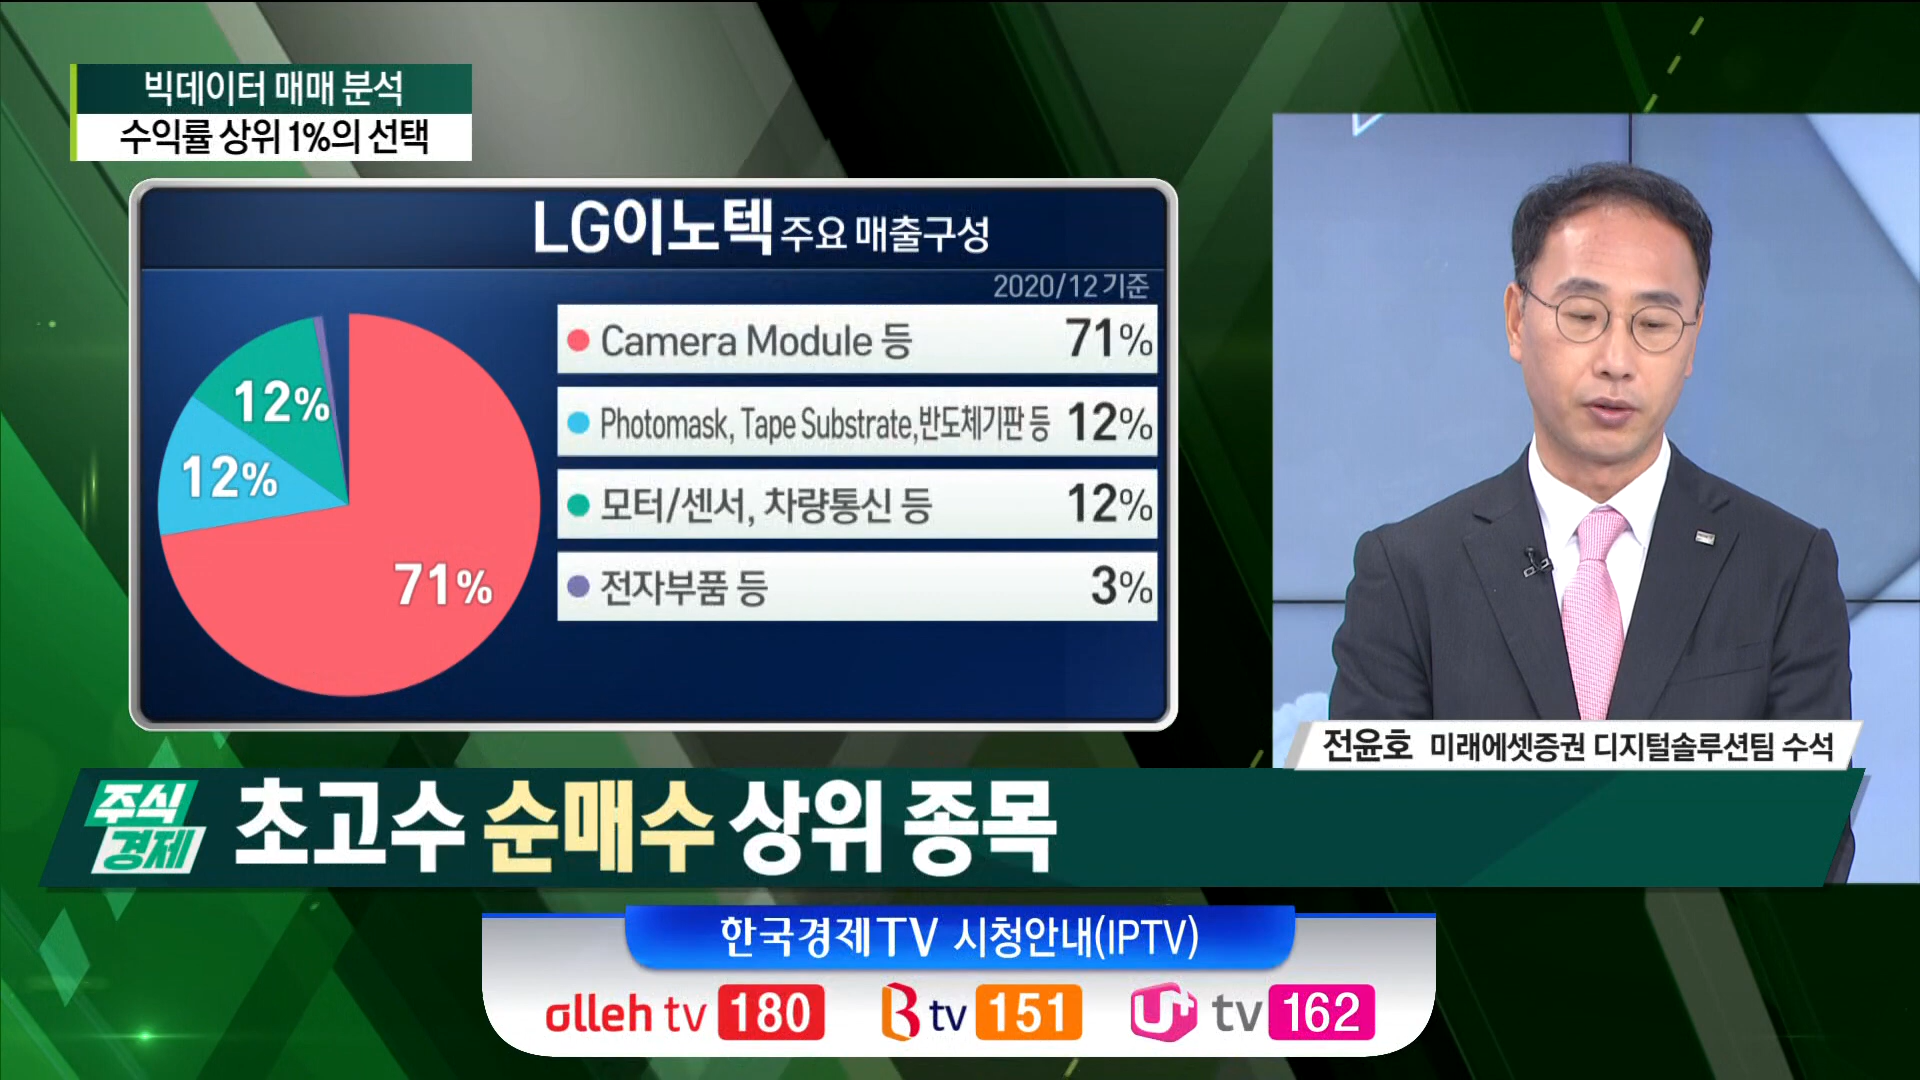 빅데이터 매매 분석
수익률 상위 1%의 선택
LG이노텍 주요 매출구성
2020/12 기준
Camera Module 등 71%
Photomask, Tape Substrate,반도체기판 등 12%
모터/센서, 차량통신 등 12%
전자부품 등 3%
12%
12%
71%
전윤호 미래에셋증권 디지털솔루션팀 수석
주식
경제
초고수 순매수 상위 종목
한국경제TV 시청안내(IPTV)
olleh tv 180 B tv 151 U+ tv 162